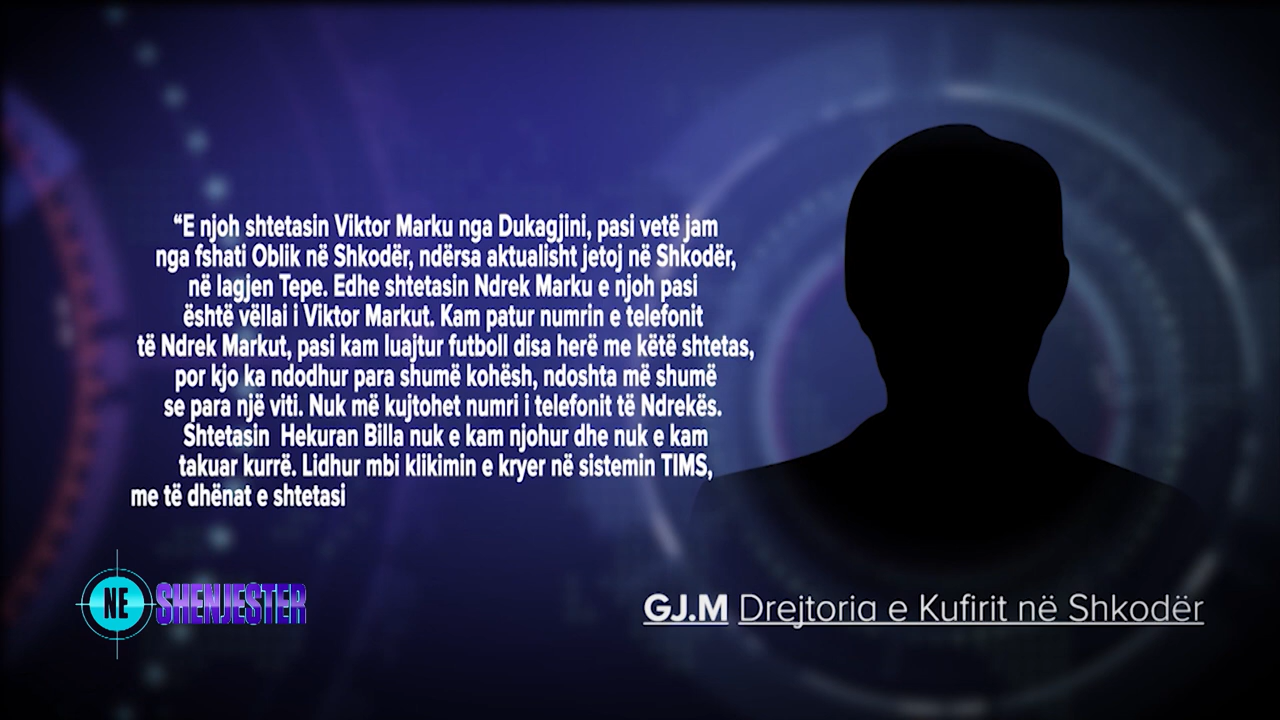 “E njoh shtetasin Viktor Marku nga Dukagjini, pasi vetë jam
nga fshati Oblik në Shkodër, ndërsa aktualisht jetoj në Shkodër,
në lagjen Tepe. Edhe shtetasin Ndrek Marku e njoh pasi
është vëllai i Viktor Markut. Kam patur numrin e telefonit
të Ndrek Markut, pasi kam luajtur futboll disa herë me këtë shtetas,
por kjo ka ndodhur para shumë kohësh, ndoshta më shumë
se para një viti. Nuk më kujtohet numri i telefonit të Ndrekës.
Shtetasin Hekuran Billa nuk e kam njohur dhe nuk e kam
takuar kurrë. Lidhur mbi klikimin e kryer në sistemin TIMS,
me të dhënat e shtetasi
NE SHENJESTER
GJ.M Drejtoria e Kufirit në Shkodër